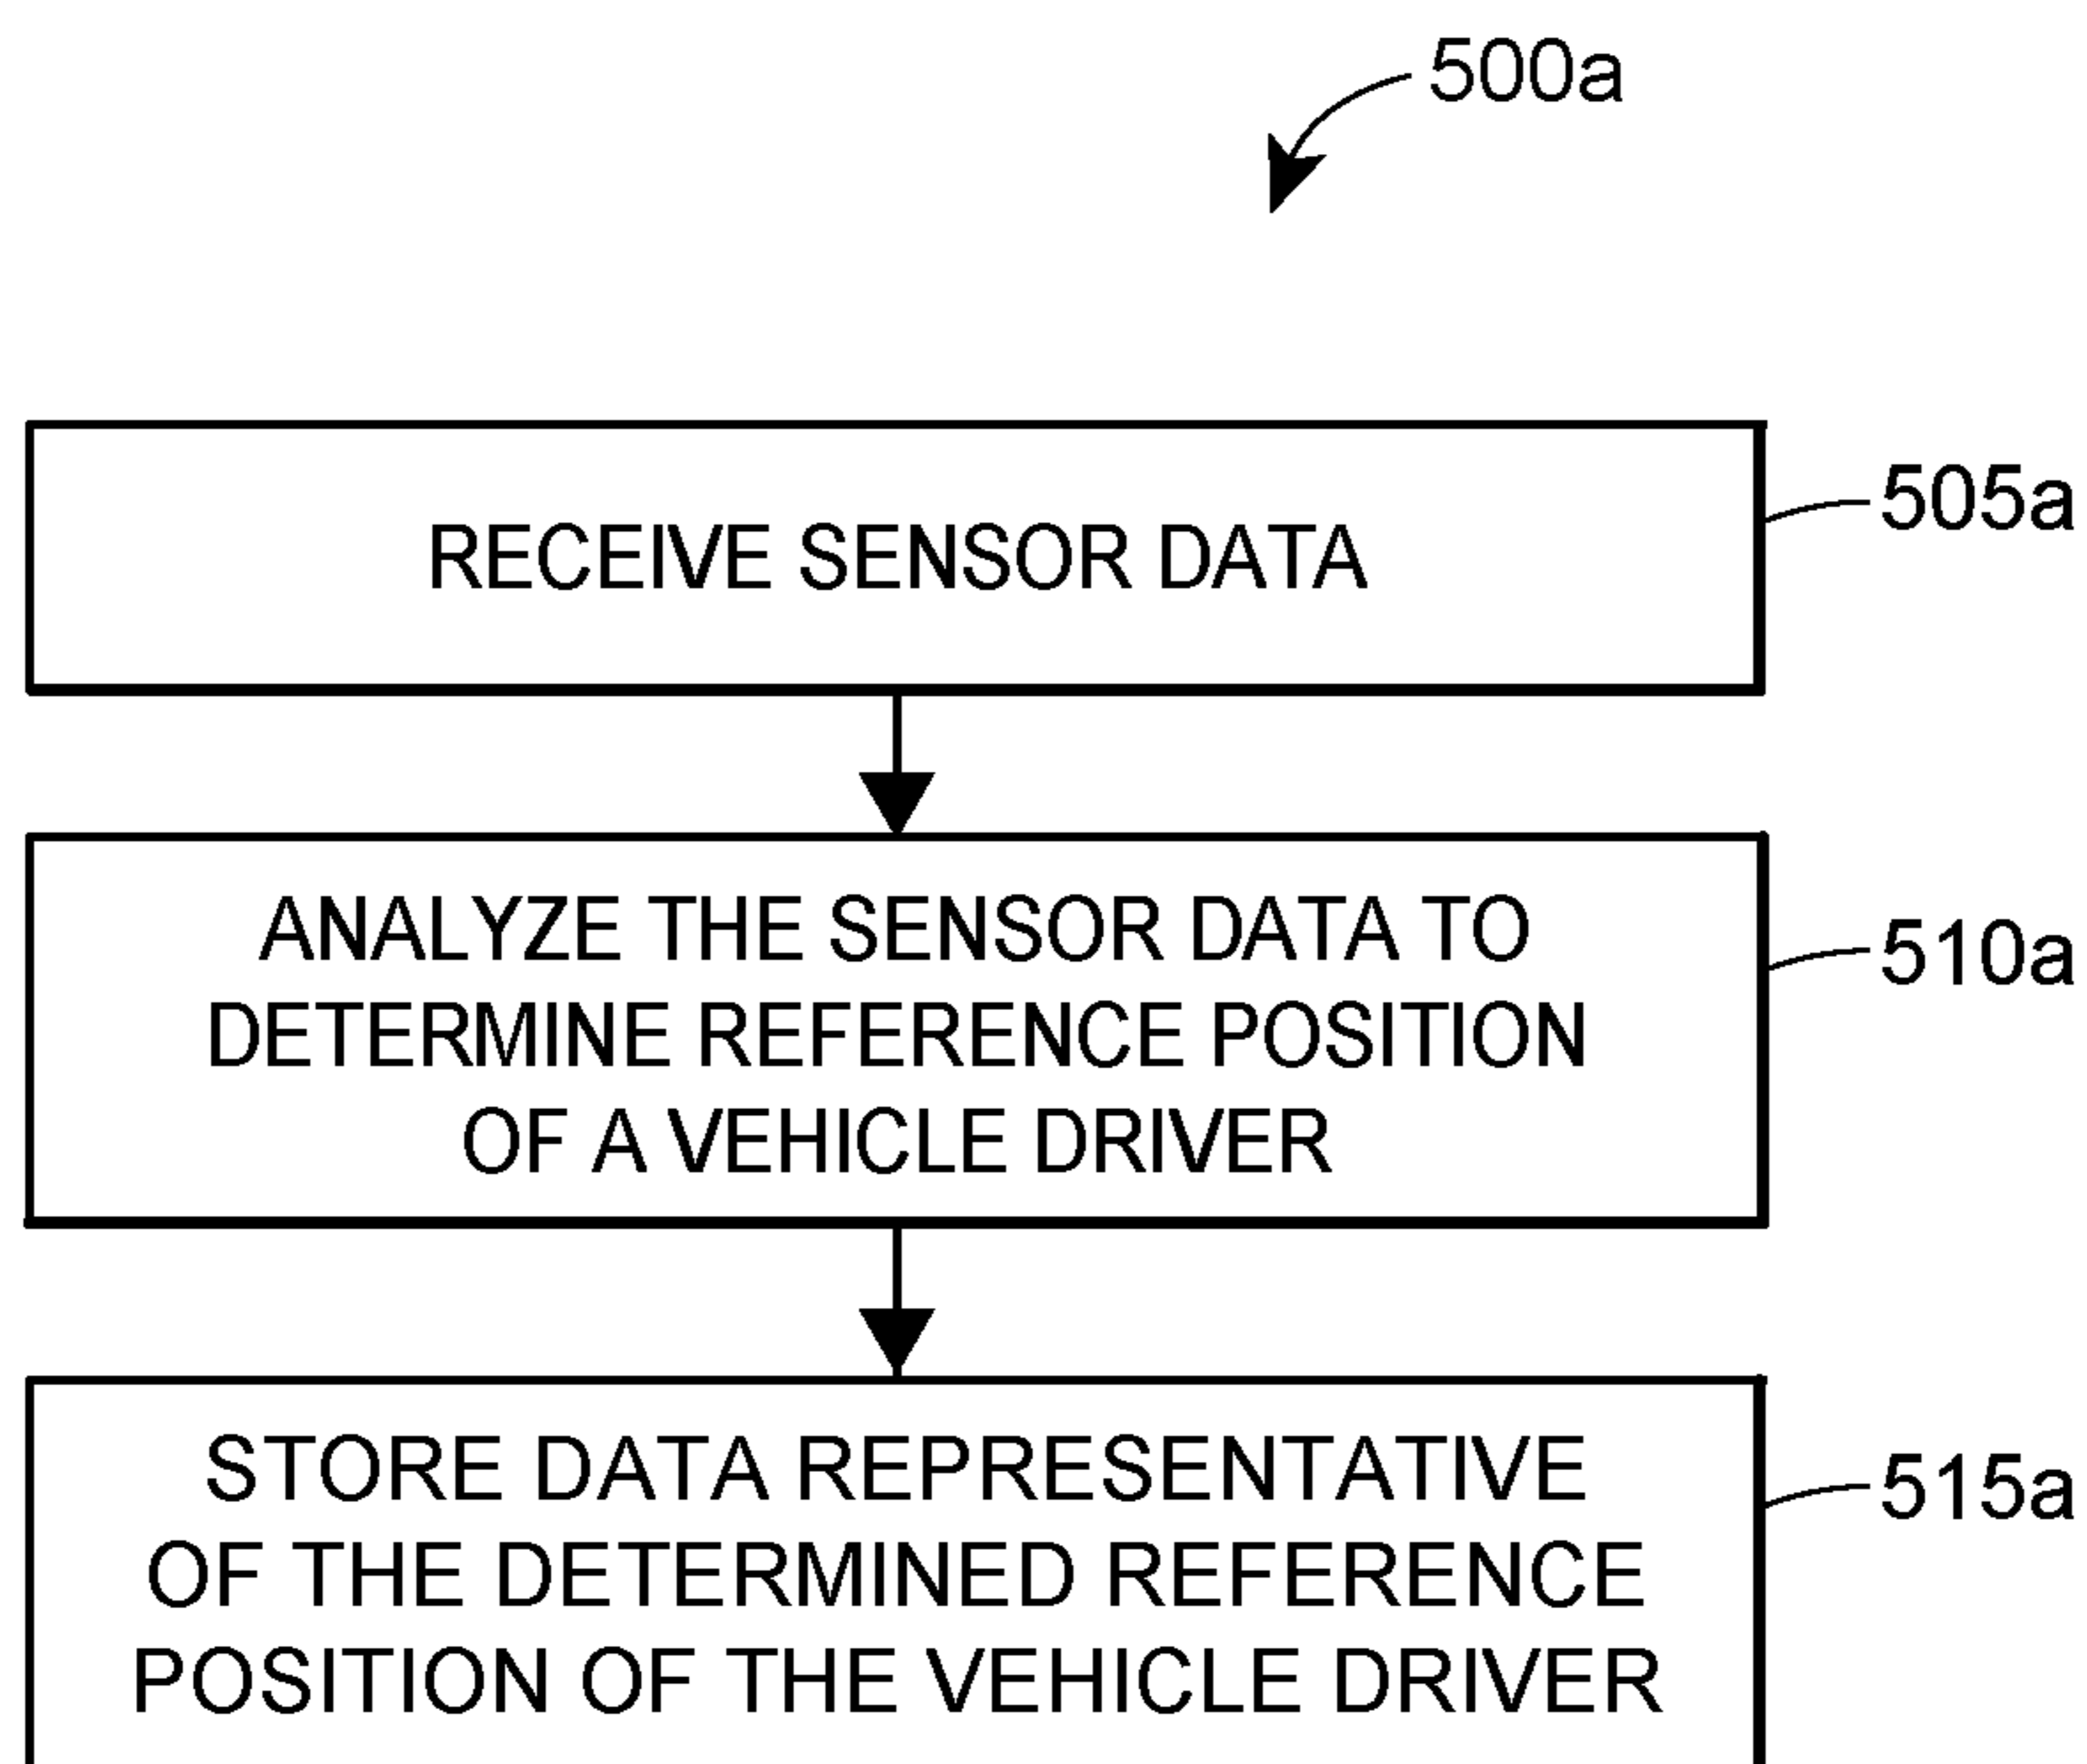 500a
RECEIVE SENSOR DATA
505a
ANALYZE THE SENSOR DATA TO
DETERMINE REFERENCE POSITION
OF A VEHICLE DRIVER
510a
STORE DATA REPRESENTATIVE
OF THE DETERMINED REFERENCE
POSITION OF THE VEHICLE DRIVER
515a